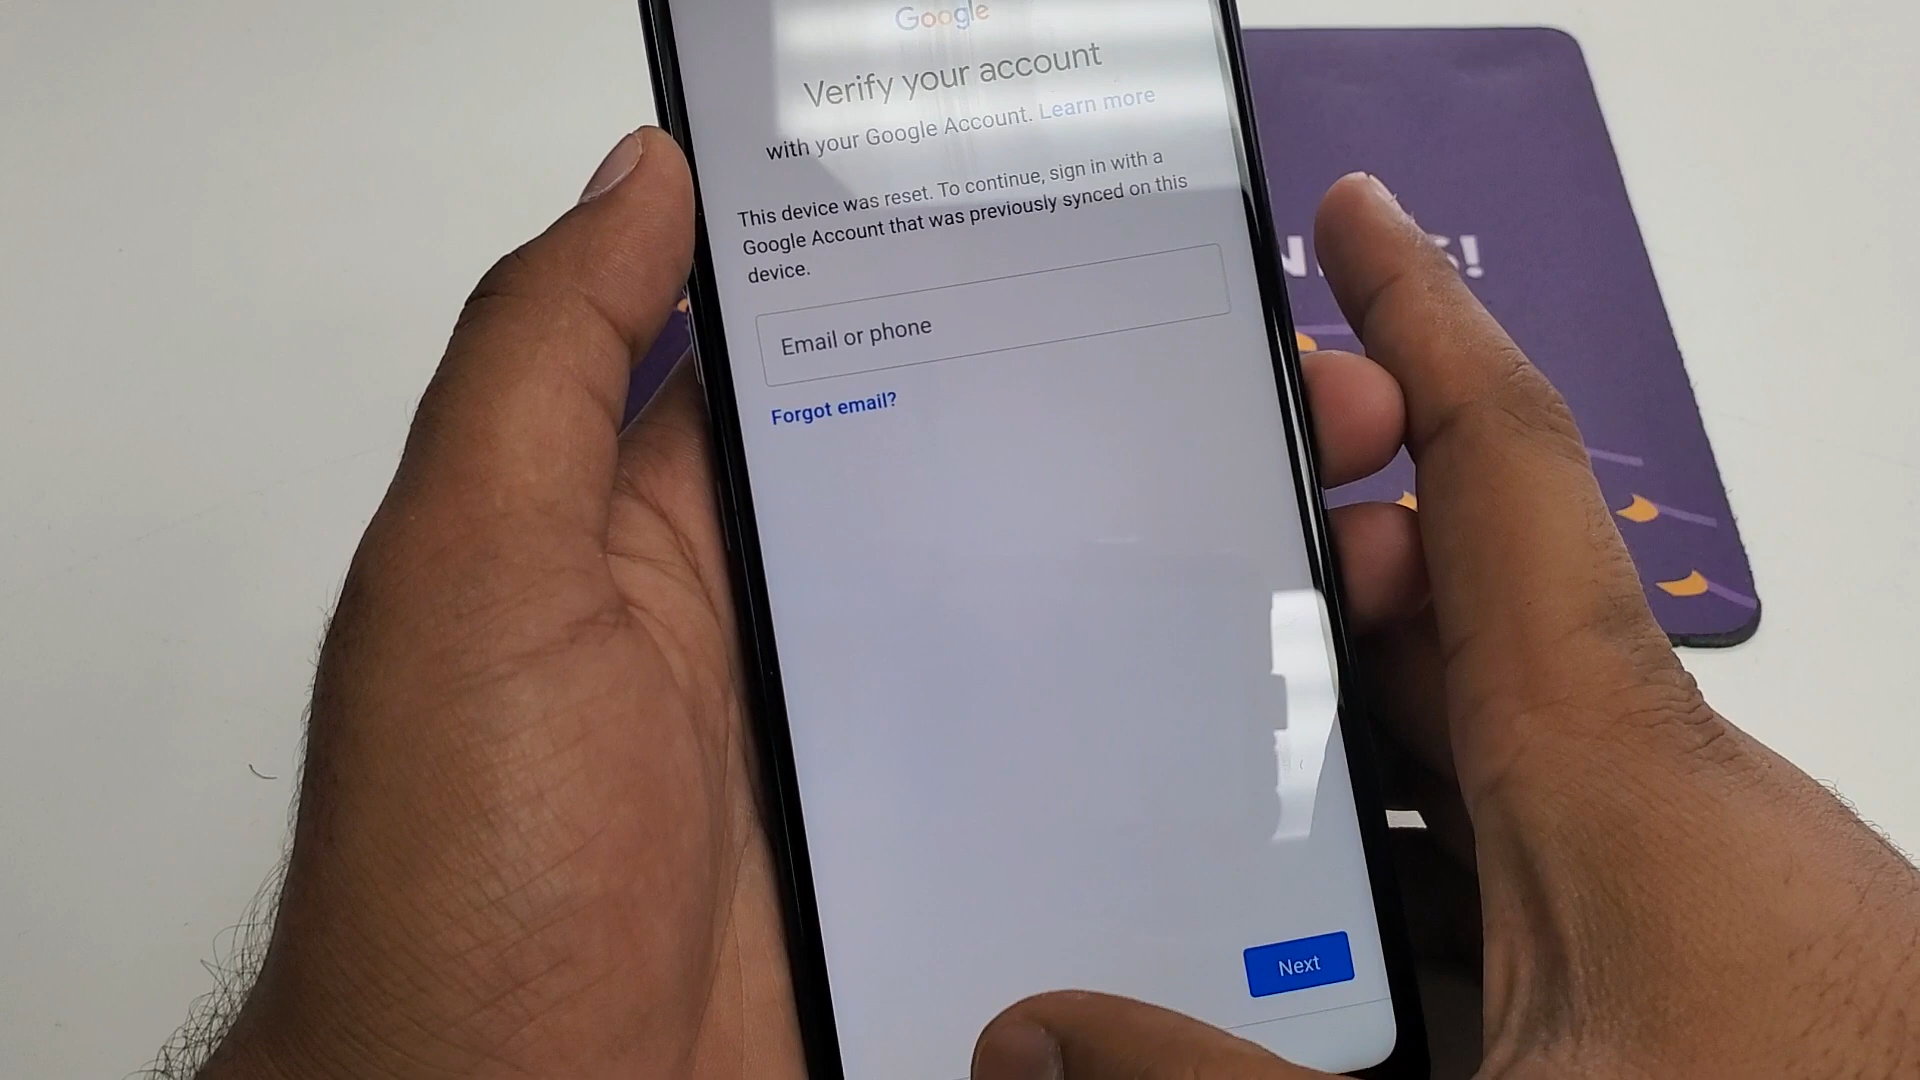 Google
Verify your account
with your Google Account. Learn more
This device was reset. To continue, sign in with a
Google Account that was previously synced on this
device.
Email or phone
Forgot email?
Next